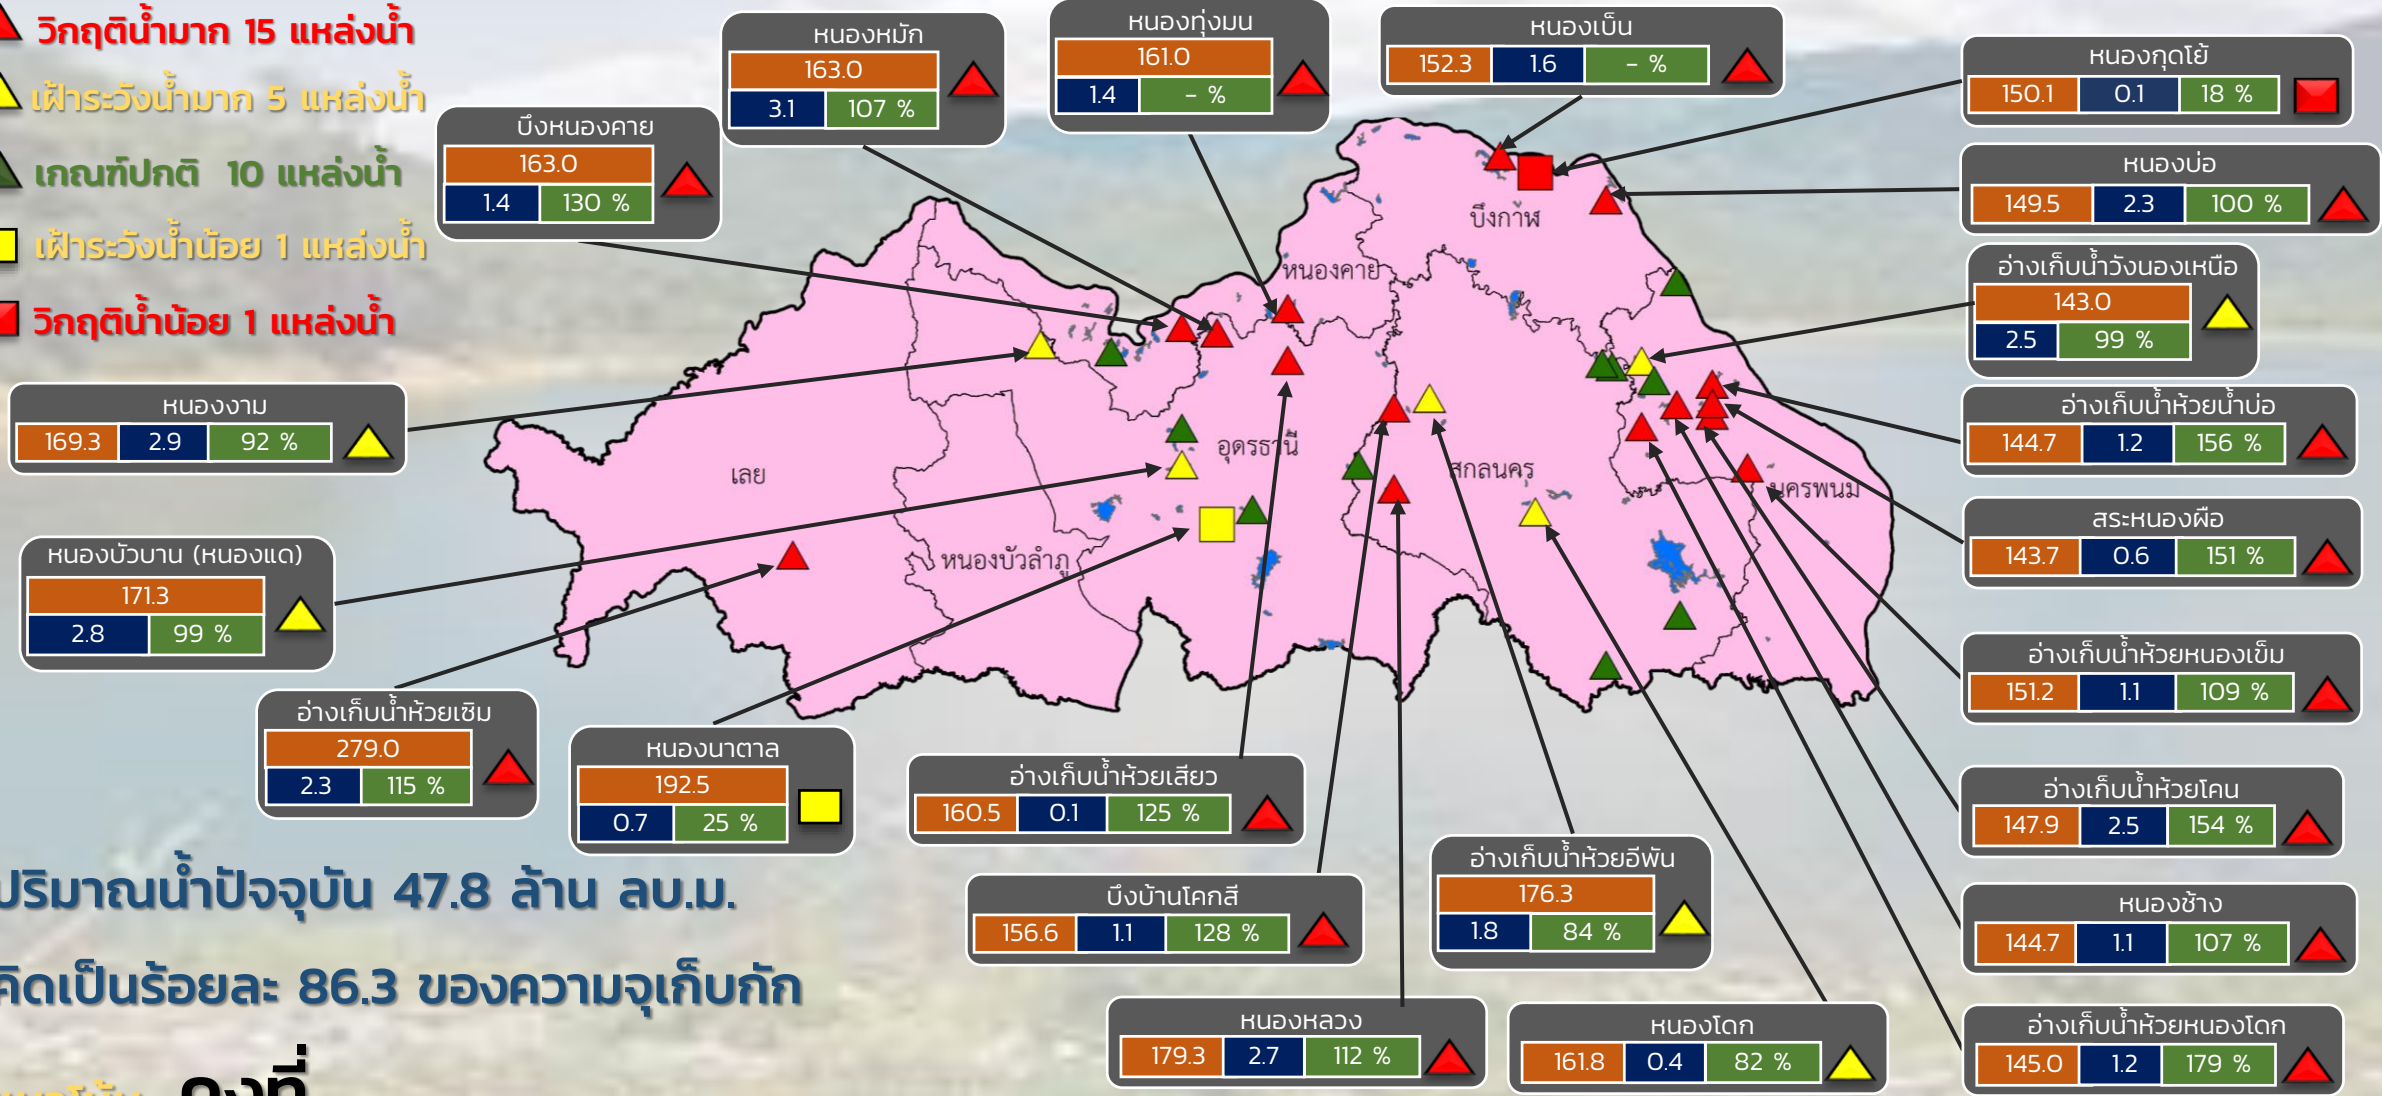 วิกฤติน้ำมาก 15 แหล่งน้ำ
เฝ้าระวังน้ำมาก 5 แหล่งน้ำ
เกณฑ์ปกติ 10 แหล่งน้ำ
เฝ้าระวังน้ำน้อย 1 แหล่งน้ำ
วิกฤติน้ำน้อย 1 แหล่งน้ำ
บึงหนองคาย
163.0
1.4 130 %
หนองหมัก
163.0
3.1 107 %
หนองทุ่งมน
161.0
1.4 - %
หนองเบ็น
152.3 1.6 - %
หนองกุดโย้
150.1 0.1 18 %
หนองบ่อ
149.5 2.3 100 %
อ่างเก็บน้ำวังนองเหนือ
143.0
2.5 99 %
อ่างเก็บน้ำห้วยน้ำบ่อ
144.7 1.2 156 %
สระหนองผือ
143.7 0.6 151 %
อ่างเก็บน้ำห้วยหนองเข็ม
151.2 1.1 109 %
อ่างเก็บน้ำห้วยโคน
147.9 2.5 154 %
หนองช้าง
144.7 1.1 107 %
อ่างเก็บน้ำห้วยหนองโดก
145.0 1.2 179 %
บึงกาฬ
หนองคาย
อุดรธานี
เลย
สกลนคร
นครพนม
หนองบัวลำภู
หนองงาม
169.3 2.9 92 %
หนองบัวบาน (หนองแด)
171.3
2.8 99 %
อ่างเก็บน้ำห้วยเซิม
279.0
2.3 115 %
หนองนาตาล
192.5
0.7 25 %
อ่างเก็บน้ำห้วยเสียว
160.5 0.1 125 %
บึงบ้านโคกสี
156.6 1.1 128 %
อ่างเก็บน้ำห้วยอีพัน
176.3
1.8 84 %
หนองหลวง
179.3 2.7 112 %
หนองโดก
161.8 0.4 82 %
ปริมาณน้ำปัจจุบัน 47.8 ล้าน ลบ.ม.
คิดเป็นร้อยละ 86.3 ของความจุเก็บกัก
คงที่